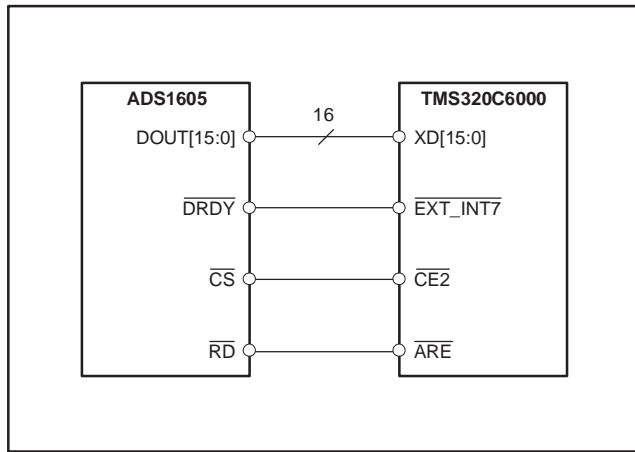 ADS1605 TMS320C6000
16
DOUT[15:0] XD[15:0]
DRDY EXT_INT7
CS CE2
RD ARE